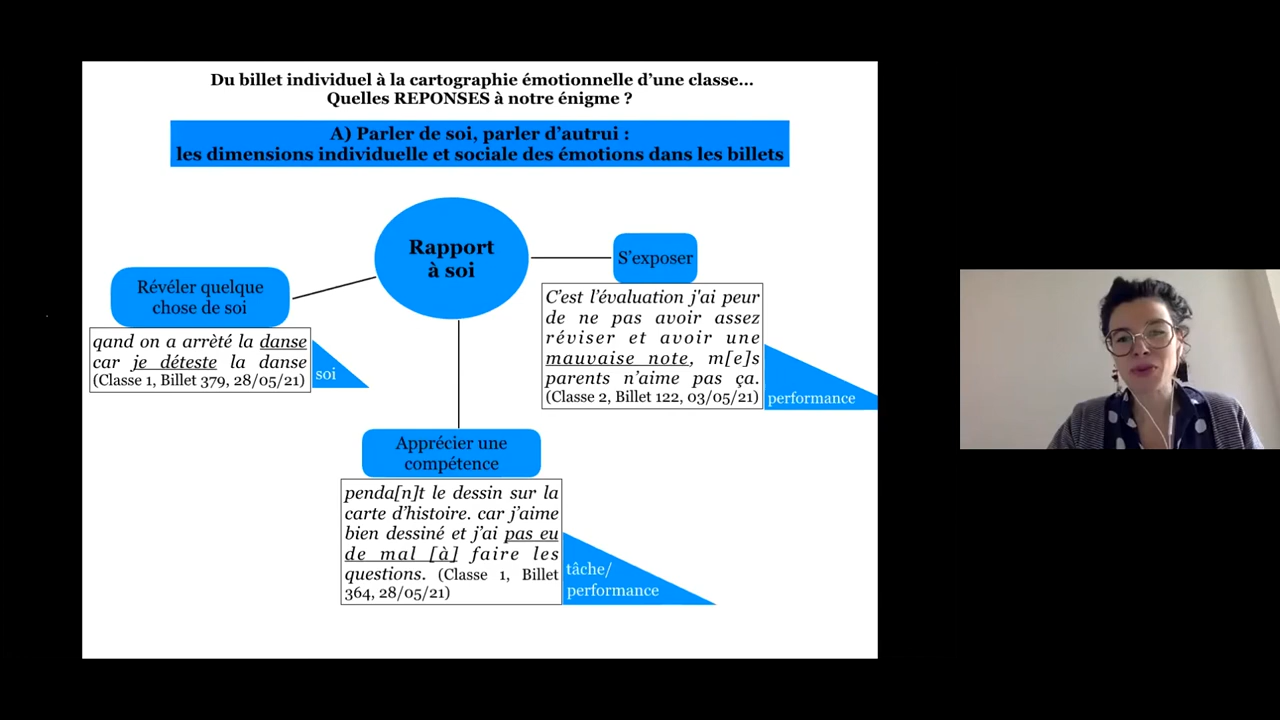 Du billet individuel à la cartographie émotionnelle d’une classe...
Quelles REPONSES à notre énigme ?
A) Parler de soi, parler d’autrui :
les dimensions individuelle et sociale des émotions dans les billets
Rapport
à soi
Révéler quelque
chose de soi
qand on a arrèté la danse
car je déteste la danse
(Classe 1, Billet 379, 28/05/21)
soi
S’exposer
C’est l’évaluation j’ai peur
de ne pas avoir assez
réviser et avoir une
mauvaise note, m[e]s
parents n’aime pas ça.
(Classe 2, Billet 122, 03/05/21)
performance
Apprécier une
compétence
penda[n]t le dessin sur la
carte d’histoire. car j’aime
bien dessiné et j’ai pas eu
de mal [à] faire les
questions. (Classe 1, Billet
364, 28/05/21)
tâche/
performance